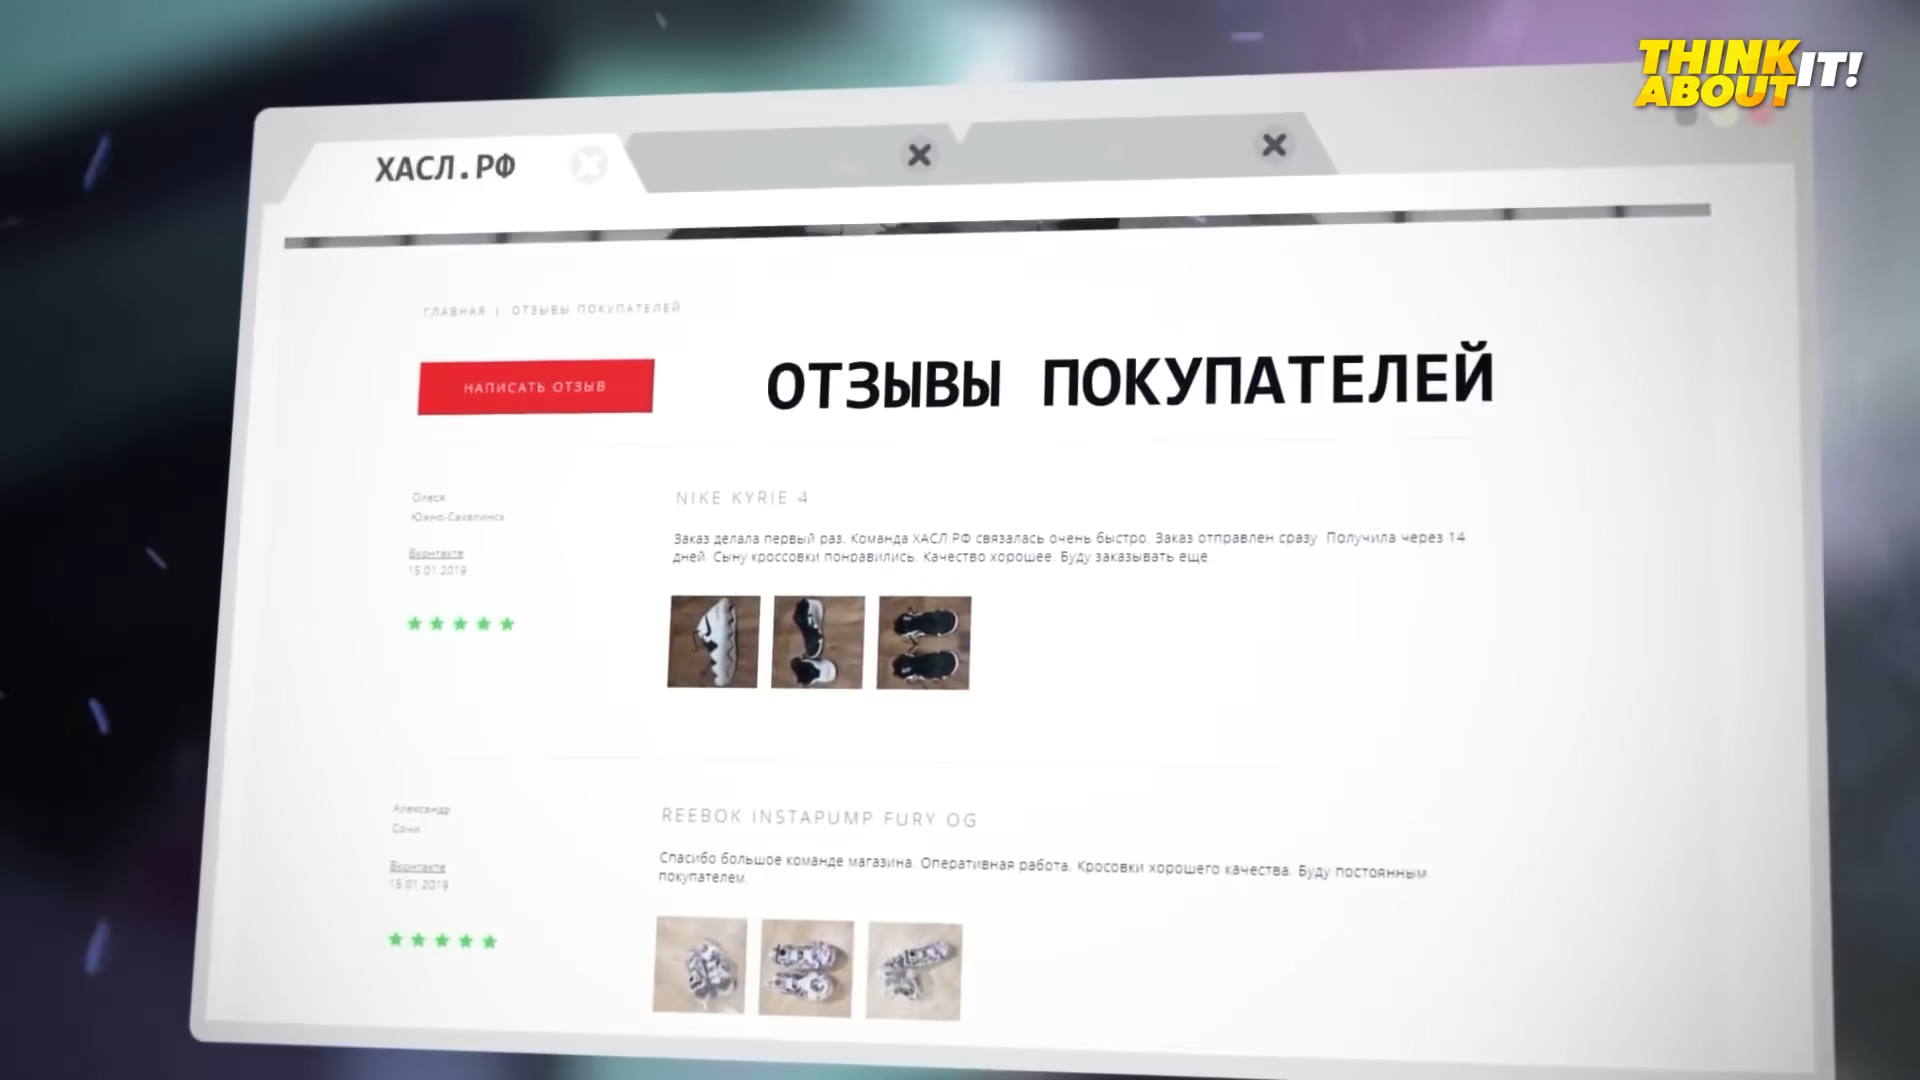 THINK
ABOUT IT!
ХАСЛ.РФ
ГЛАВНАЯ | ОТЗЫВЫ ПОКУПАТЕЛЕЙ
НАПИСАТЬ ОТЗЫВ
ОТЗЫВЫ ПОКУПАТЕЛЕЙ
Олеся
Южно-Сахалинск
Вконтакте
15.01.2019
NIKE KYRIE 4
Заказ делала первый раз. Команда ХАСЛ.РФ связалась очень быстро. Заказ отправлен сразу. Получила через 14
дней. Сыну кроссовки понравились. Качество хорошее. Буду заказывать еще.
Александр
Сочи
Вконтакте
15.01.2019
REEBOK INSTAPUMP FURY OG
Спасибо большое команде магазина. Оперативная работа. Кросовки хорошего качества. Буду постоянным
покупателем.